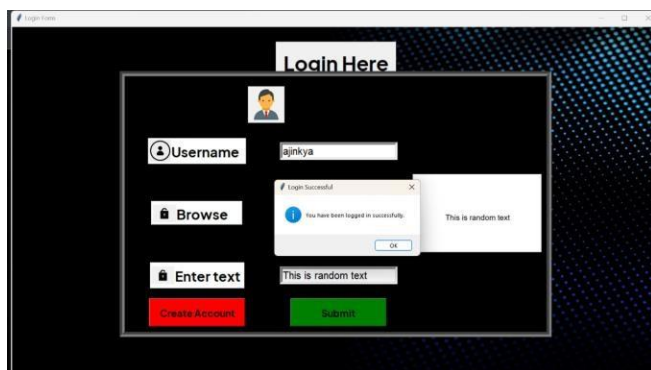 Login Form
Login Here
Username
ajinkya
Login Successful
You have been logged in successfully.
OK
Browse
This is random text
Enter text
This is random text
Create Account
Submit